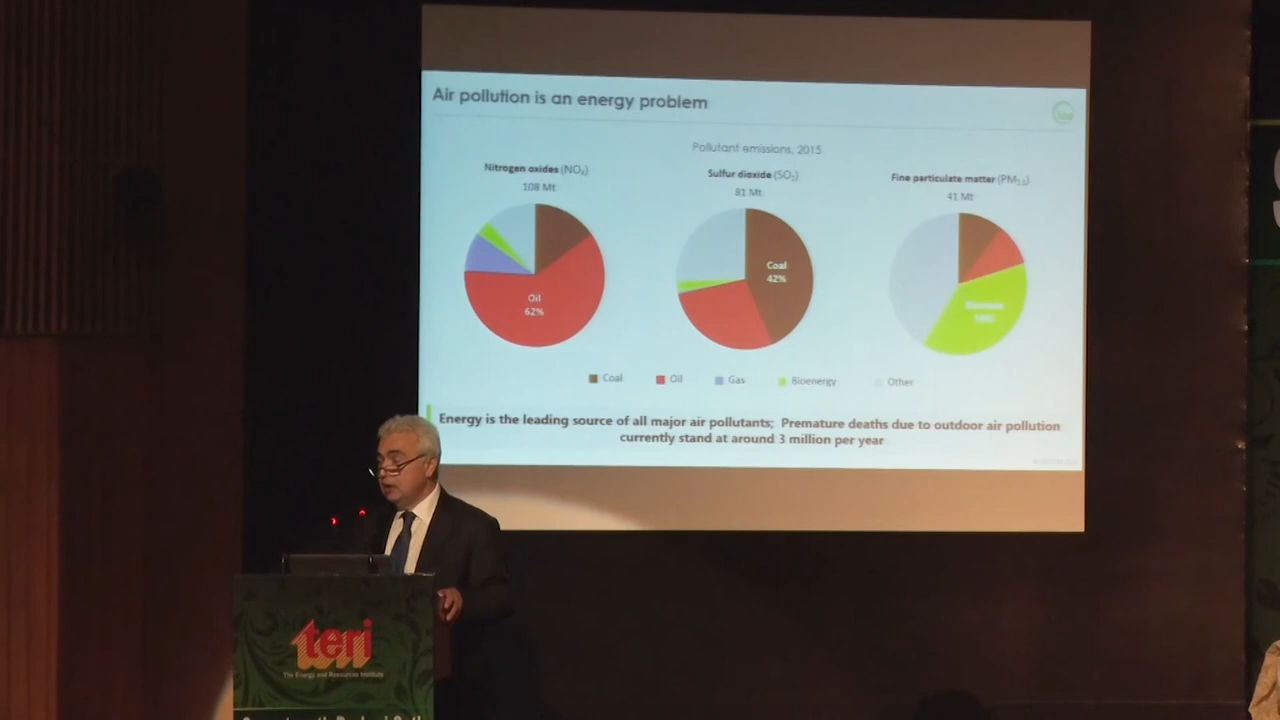 Air pollution is an energy problem
Pollutant emissions, 2015
Nitrogen oxides (NOₓ)
108 Mt
Sulfur dioxide (SO₂)
81 Mt
Fine particulate matter (PM₂.₅)
41 Mt
Oil
62%
Coal
42%
Coal
Oil
Gas
Bioenergy
Other
Energy is the leading source of all major air pollutants; Premature deaths due to outdoor air pollution
currently stand at around 3 million per year
teri
The Energy and Resources Institute